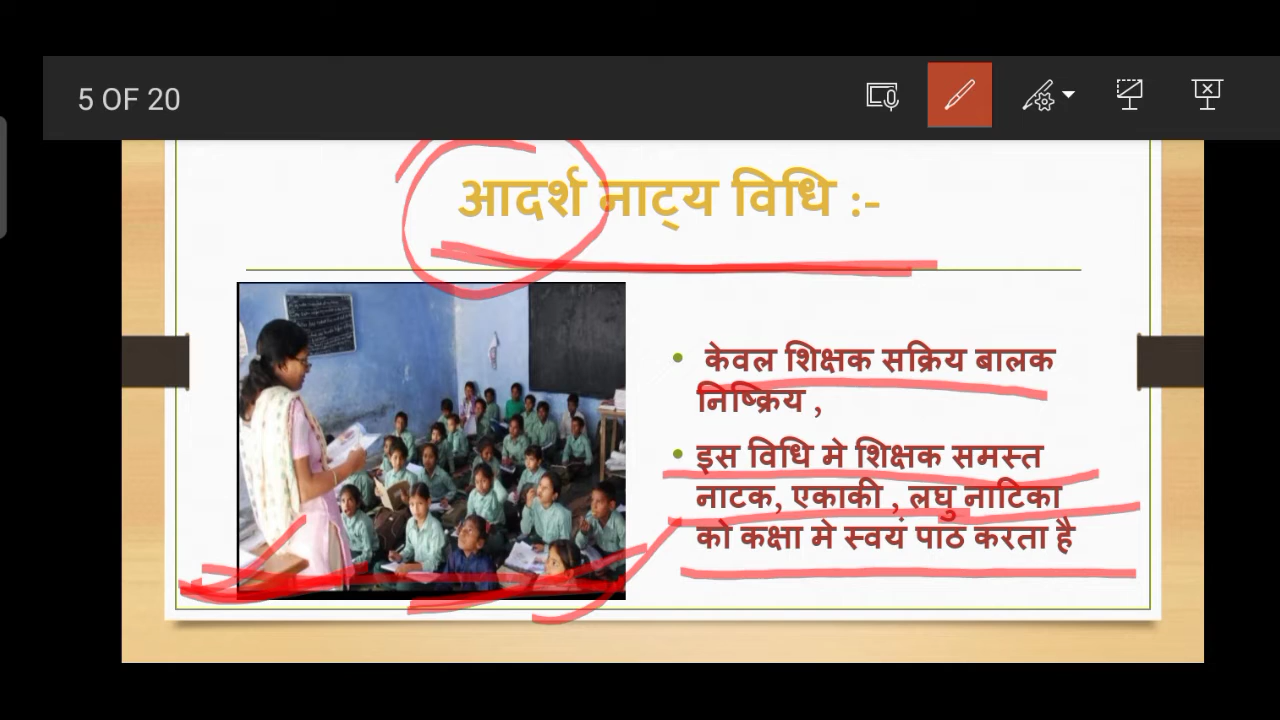 5 OF 20
आदर्श नाट्य विधि :-
• केवल शिक्षक सक्रिय बालक
निष्क्रिय ,
• इस विधि मे शिक्षक समस्त
नाटक, एकाकी , लघु नाटिका
को कक्षा मे स्वयं पाठ करता है